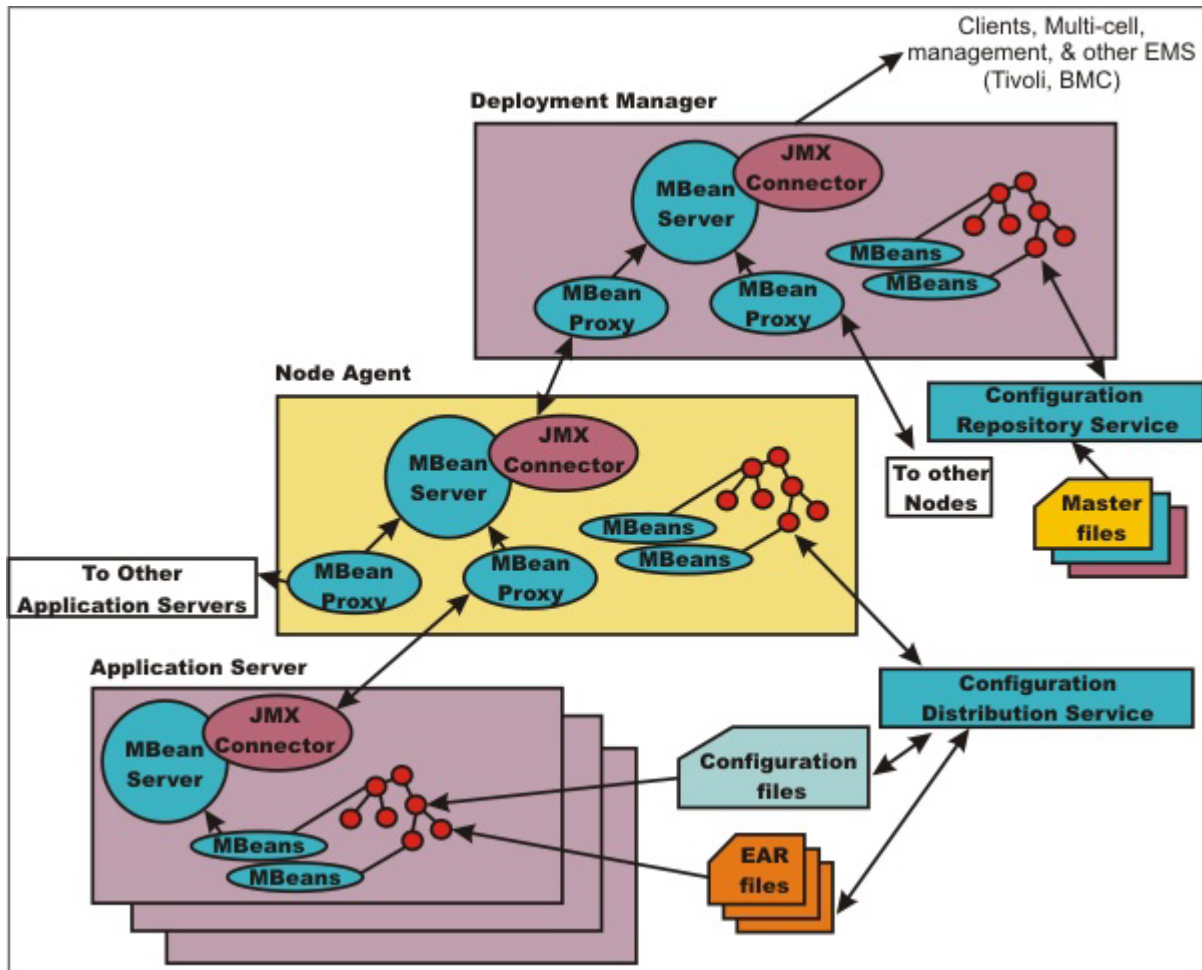 Clients, Multi-cell,
management, & other EMS
(Tivoli, BMC)
Deployment Manager
JMX
Connector
MBean
Server
MBeans
MBeans
MBean
Proxy
MBean
Proxy
Node Agent
Configuration
Repository Service
JMX
Connector
MBean
Server
To other
Nodes
Master
files
MBeans
MBeans
To Other
Application Servers
MBean
Proxy
MBean
Proxy
Application Server
Configuration
Distribution Service
JMX
Connector
MBean
Server
Configuration
files
MBeans
MBeans
EAR
files